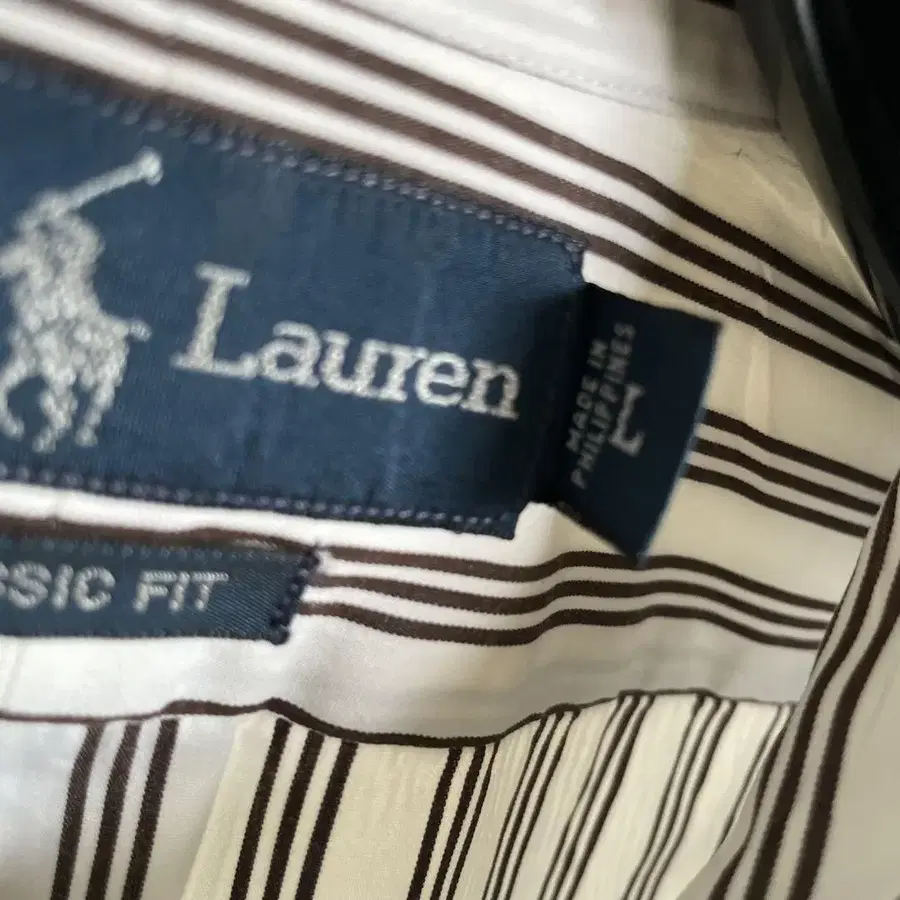 Lauren
MADE IN
PHILIPPINES
L
SSIC FIT